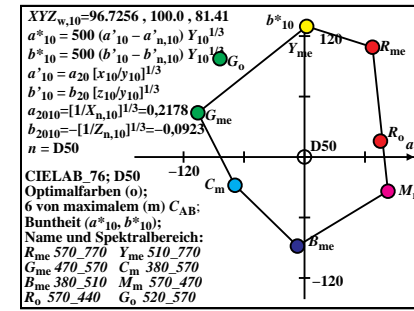 XYZw,10=96.7256 , 100.0 , 81.41
a*10 = 500 (a'10 – a'n,10) Y10^1/3
b*10 = 500 (b'10 – b'n,10) Y10^1/3
a'10 = a20 [x10/y10]^1/3
b'10 = b20 [z10/y10]^1/3
a2010=[1/Xn,10]^1/3=0,2178
b2010=–[1/Zn,10]^1/3=–0,0923
n = D50
–120
CIELAB_76; D50
Optimalfarben (o);
6 von maximalem (m) CAB;
Buntheit (a*10, b*10);
Name und Spektralbereich:
Rme 570_770 Yme 510_770
Gme 470_570 Cm 380_570
Bme 380_510 Mm 570_470
Ro 570_440 Go 520_570
b*10
120
Yme
Rme
Go
Gme
Ro
D50
a
Cm
M
Bme
–120